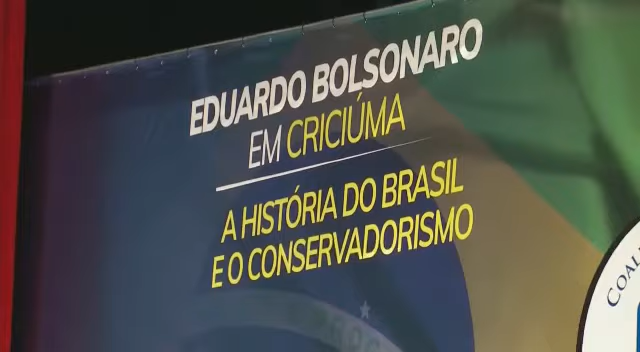 EDUARDO BOLSONARO
EM CRICIÚMA
A HISTÓRIA DO BRASIL
E O CONSERVADORISMO